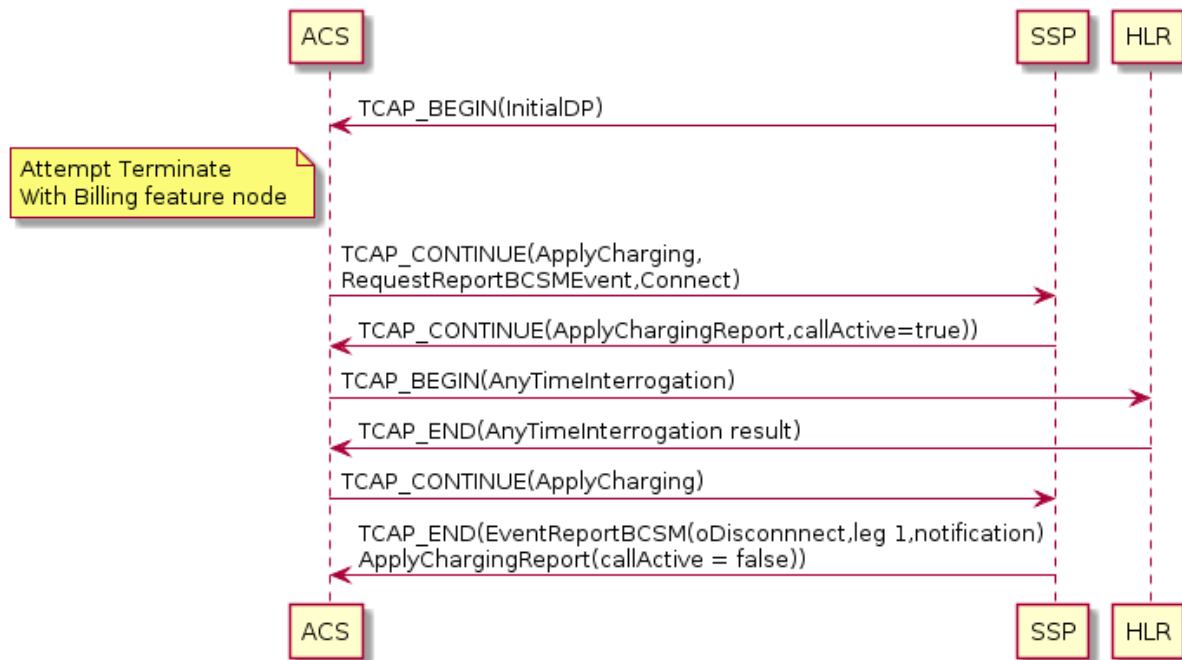 ACS SSP HLR
TCAP_BEGIN(InitialDP)
Attempt Terminate
With Billing feature node
TCAP_CONTINUE(ApplyCharging,
RequestReportBCSMEvent,Connect)
TCAP_CONTINUE(ApplyChargingReport,callActive=true))
TCAP_BEGIN(AnyTimeInterrogation)
TCAP_END(AnyTimeInterrogation result)
TCAP_CONTINUE(ApplyCharging)
TCAP_END(EventReportBCSM(oDisconnnect,leg 1,notification)
ApplyChargingReport(callActive = false))
ACS SSP HLR